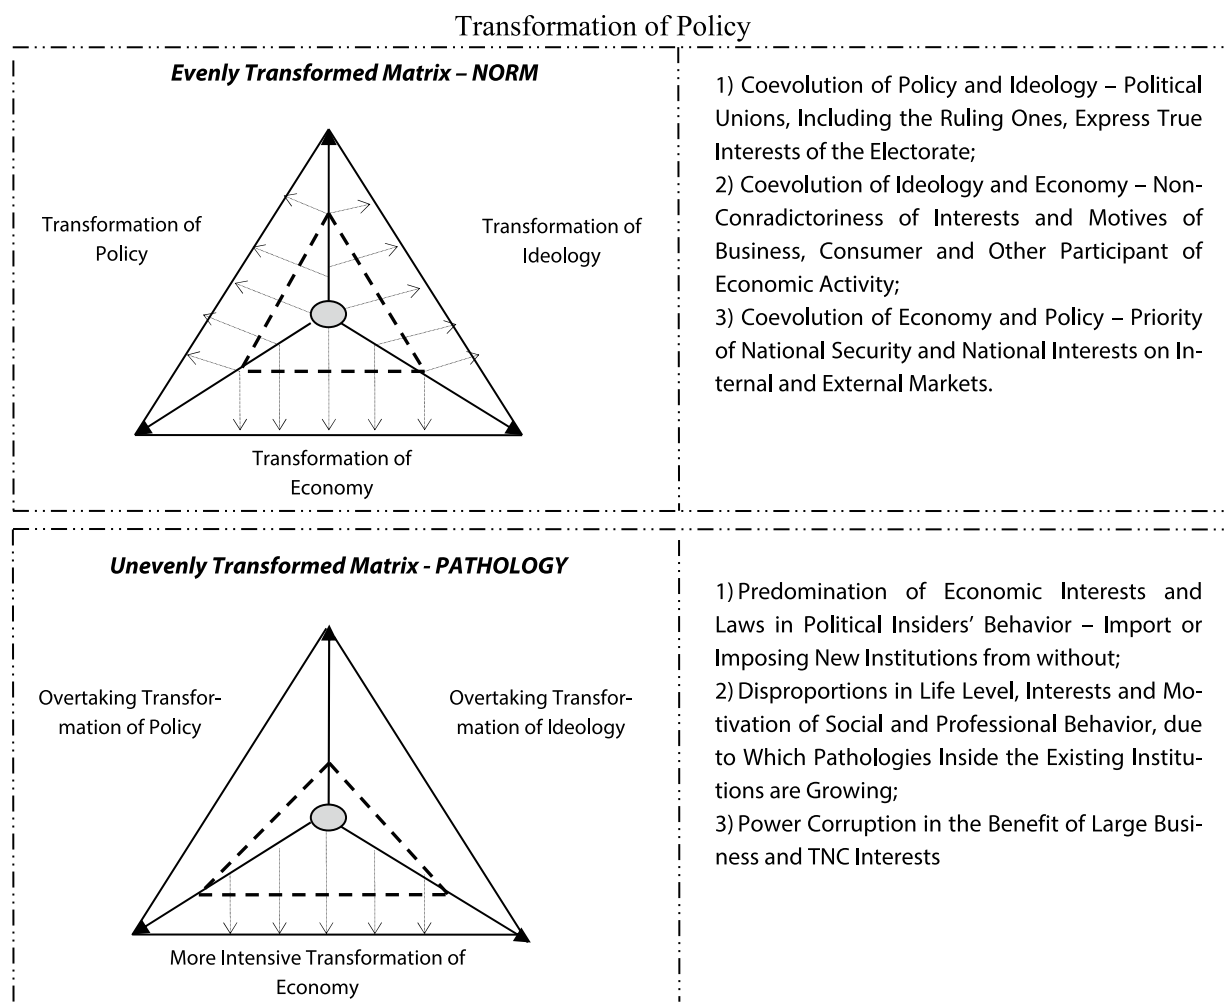 Transformation of Policy
Evenly Transformed Matrix – NORM
Transformation of
Policy
Transformation of
Ideology
Transformation of
Economy
1) Coevolution of Policy and Ideology – Political
Unions, Including the Ruling Ones, Express True
Interests of the Electorate;
2) Coevolution of Ideology and Economy – Non-
Conradictoriness of Interests and Motives of
Business, Consumer and Other Participant of
Economic Activity;
3) Coevolution of Economy and Policy – Priority
of National Security and National Interests on In-
ternal and External Markets.
Unevenly Transformed Matrix - PATHOLOGY
Overtaking Transfor-
mation of Policy
Overtaking Transfor-
mation of Ideology
More Intensive Transformation of
Economy
1) Predomination of Economic Interests and
Laws in Political Insiders' Behavior – Import or
Imposing New Institutions from without;
2) Disproportions in Life Level, Interests and Mo-
tivation of Social and Professional Behavior, due
to Which Pathologies Inside the Existing Institu-
tions are Growing;
3) Power Corruption in the Benefit of Large Busi-
ness and TNC Interests